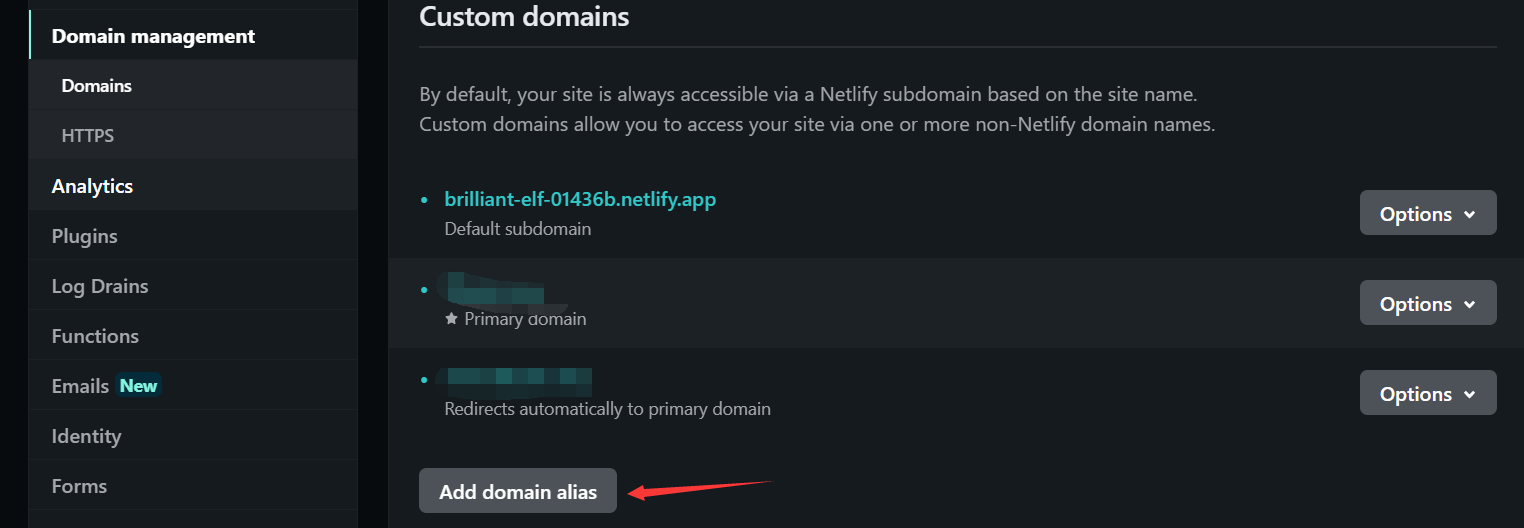 Domain management
Domains
HTTPS
Analytics
Plugins
Log Drains
Functions
Emails New
Identity
Forms
Custom domains
By default, your site is always accessible via a Netlify subdomain based on the site name.
Custom domains allow you to access your site via one or more non-Netlify domain names.
brilliant-elf-01436b.netlify.app
Default subdomain
Options
Primary domain
Options
Redirects automatically to primary domain
Options
Add domain alias